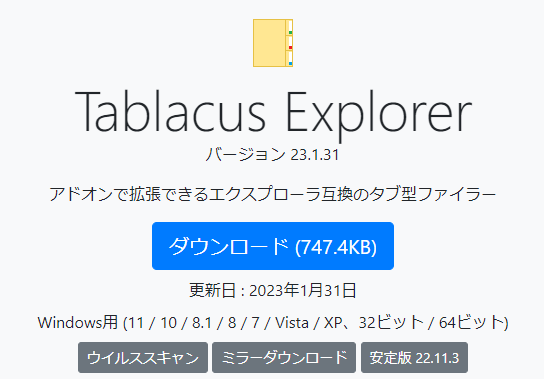 Tablacus Explorer
バージョン 23.1.31
アドオンで拡張できるエクスプローラ互換のタブ型ファイラー
ダウンロード (747.4KB)
更新日 : 2023年1月31日
Windows用 (11 / 10 / 8.1 / 8 / 7 / Vista / XP、32ビット / 64ビット)
ウイルススキャン ミラーダウンロード 安定版 22.11.3